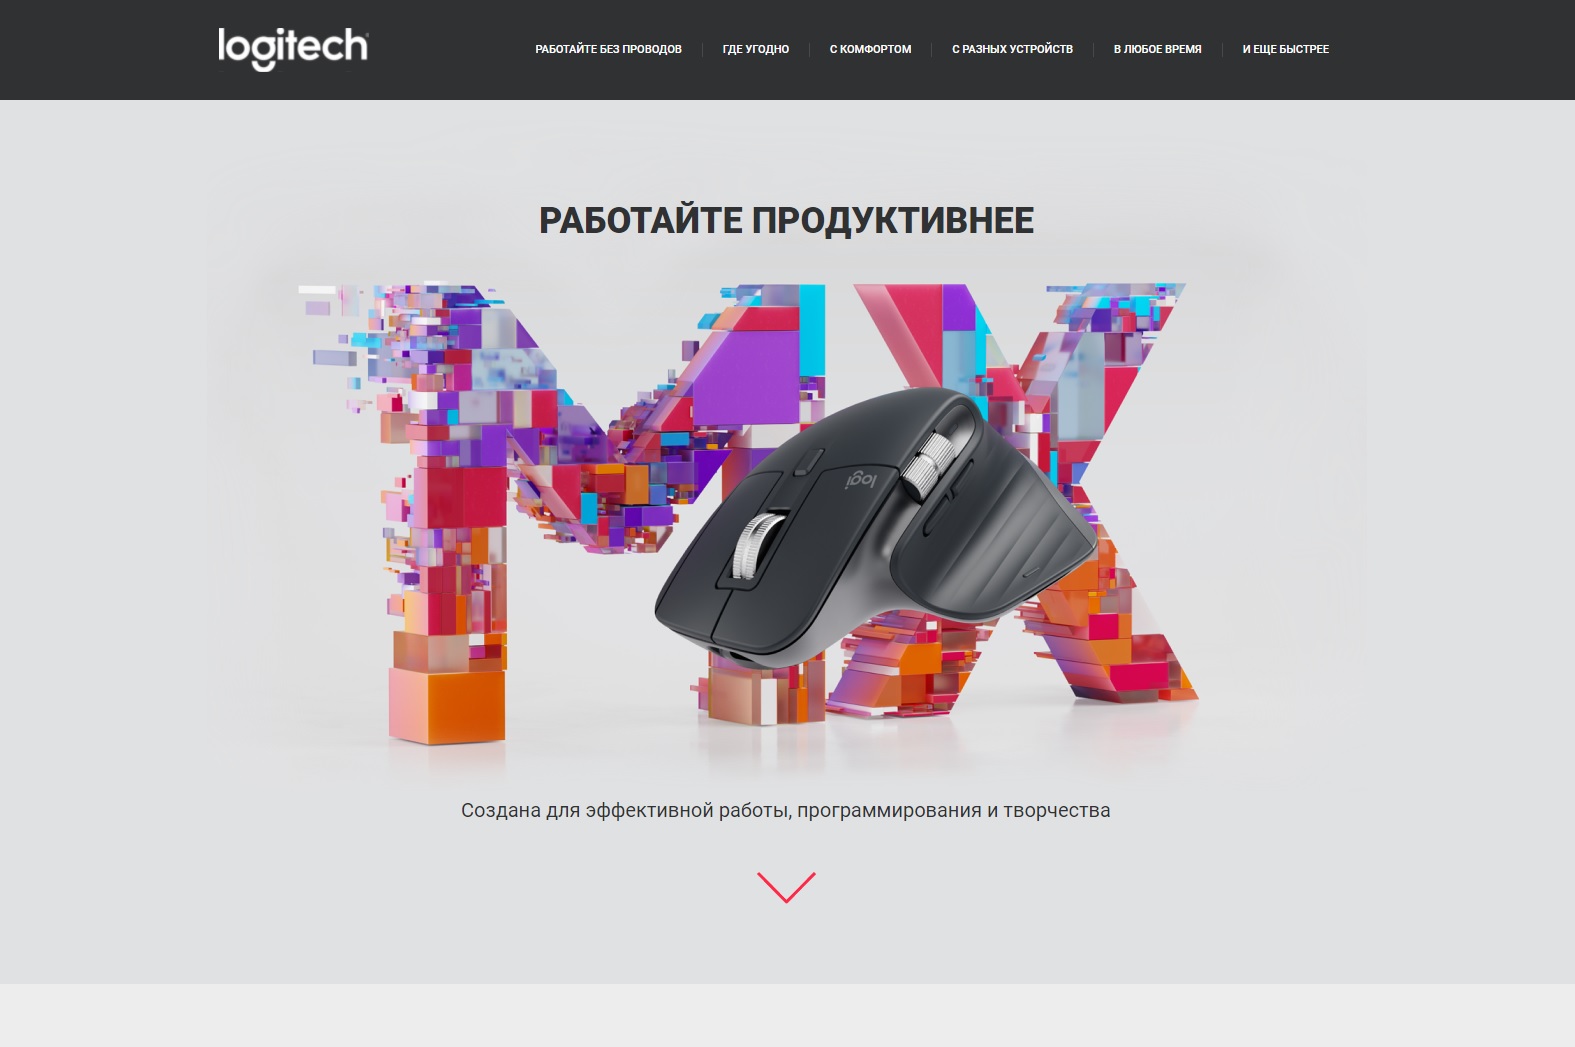 logitech
РАБОТАЙТЕ БЕЗ ПРОВОДОВ
ГДЕ УГОДНО
С КОМФОРТОМ
С РАЗНЫХ УСТРОЙСТВ
В ЛЮБОЕ ВРЕМЯ
И ЕЩЕ БЫСТРЕЕ
РАБОТАЙТЕ ПРОДУКТИВНЕЕ
MX
logi
Создана для эффективной работы, программирования и творчества